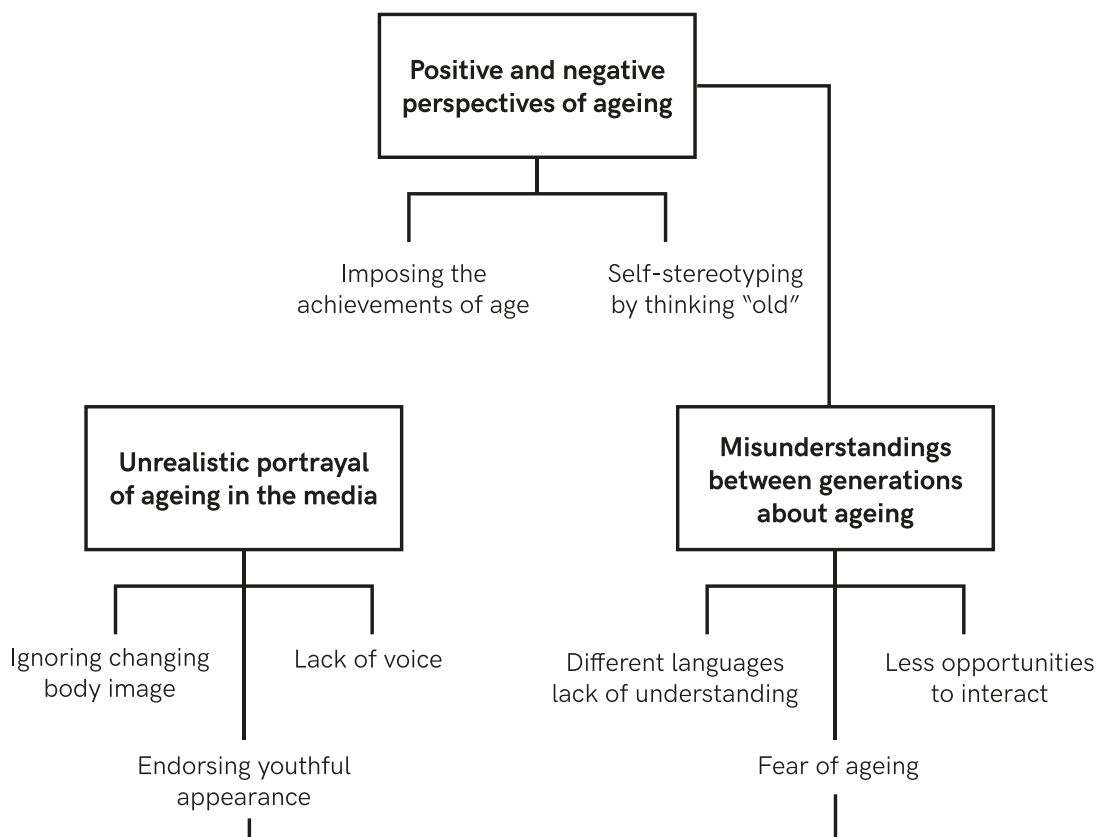 Positive and negative
perspectives of ageing
Imposing the
achievements of age
Self-stereotyping
by thinking “old”
Unrealistic portrayal
of ageing in the media
Misunderstandings
between generations
about ageing
Ignoring changing
body image
Lack of voice
Endorsing youthful
appearance
Different languages
lack of understanding
Less opportunities
to interact
Fear of ageing